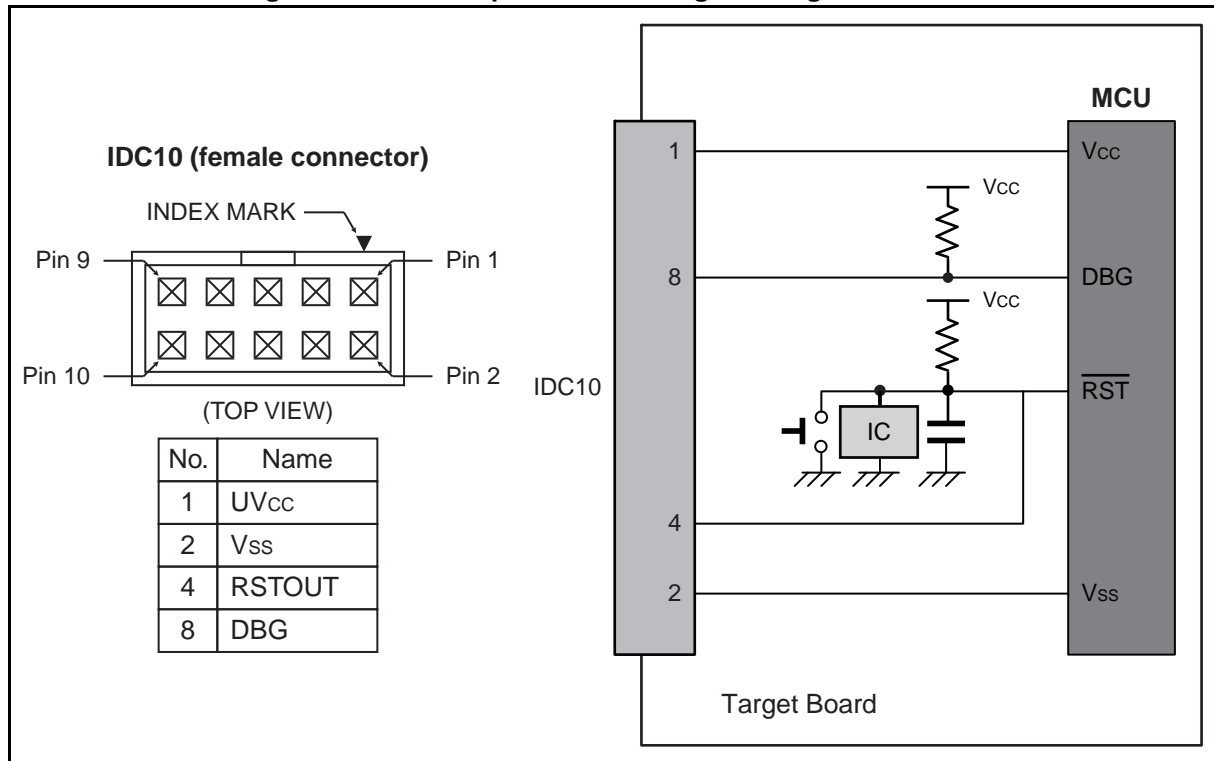 MCU
IDC10 (female connector)
INDEX MARK
Pin 9
Pin 1
Pin 10
Pin 2
(TOP VIEW)
No. Name
1 UVCC
2 VSS
4 RSTOUT
8 DBG
IDC10
1
VCC
VCC
8
DBG
VCC
RST
IC
4
2
VSS
Target Board